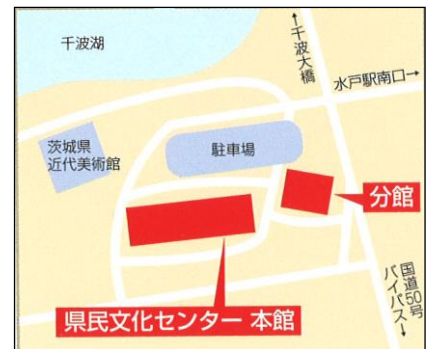 千波湖
↑千波大橋
水戸駅南口→
茨城県
近代美術館
駐車場
分館
県民文化センター 本館
国道50号
バイパス↓